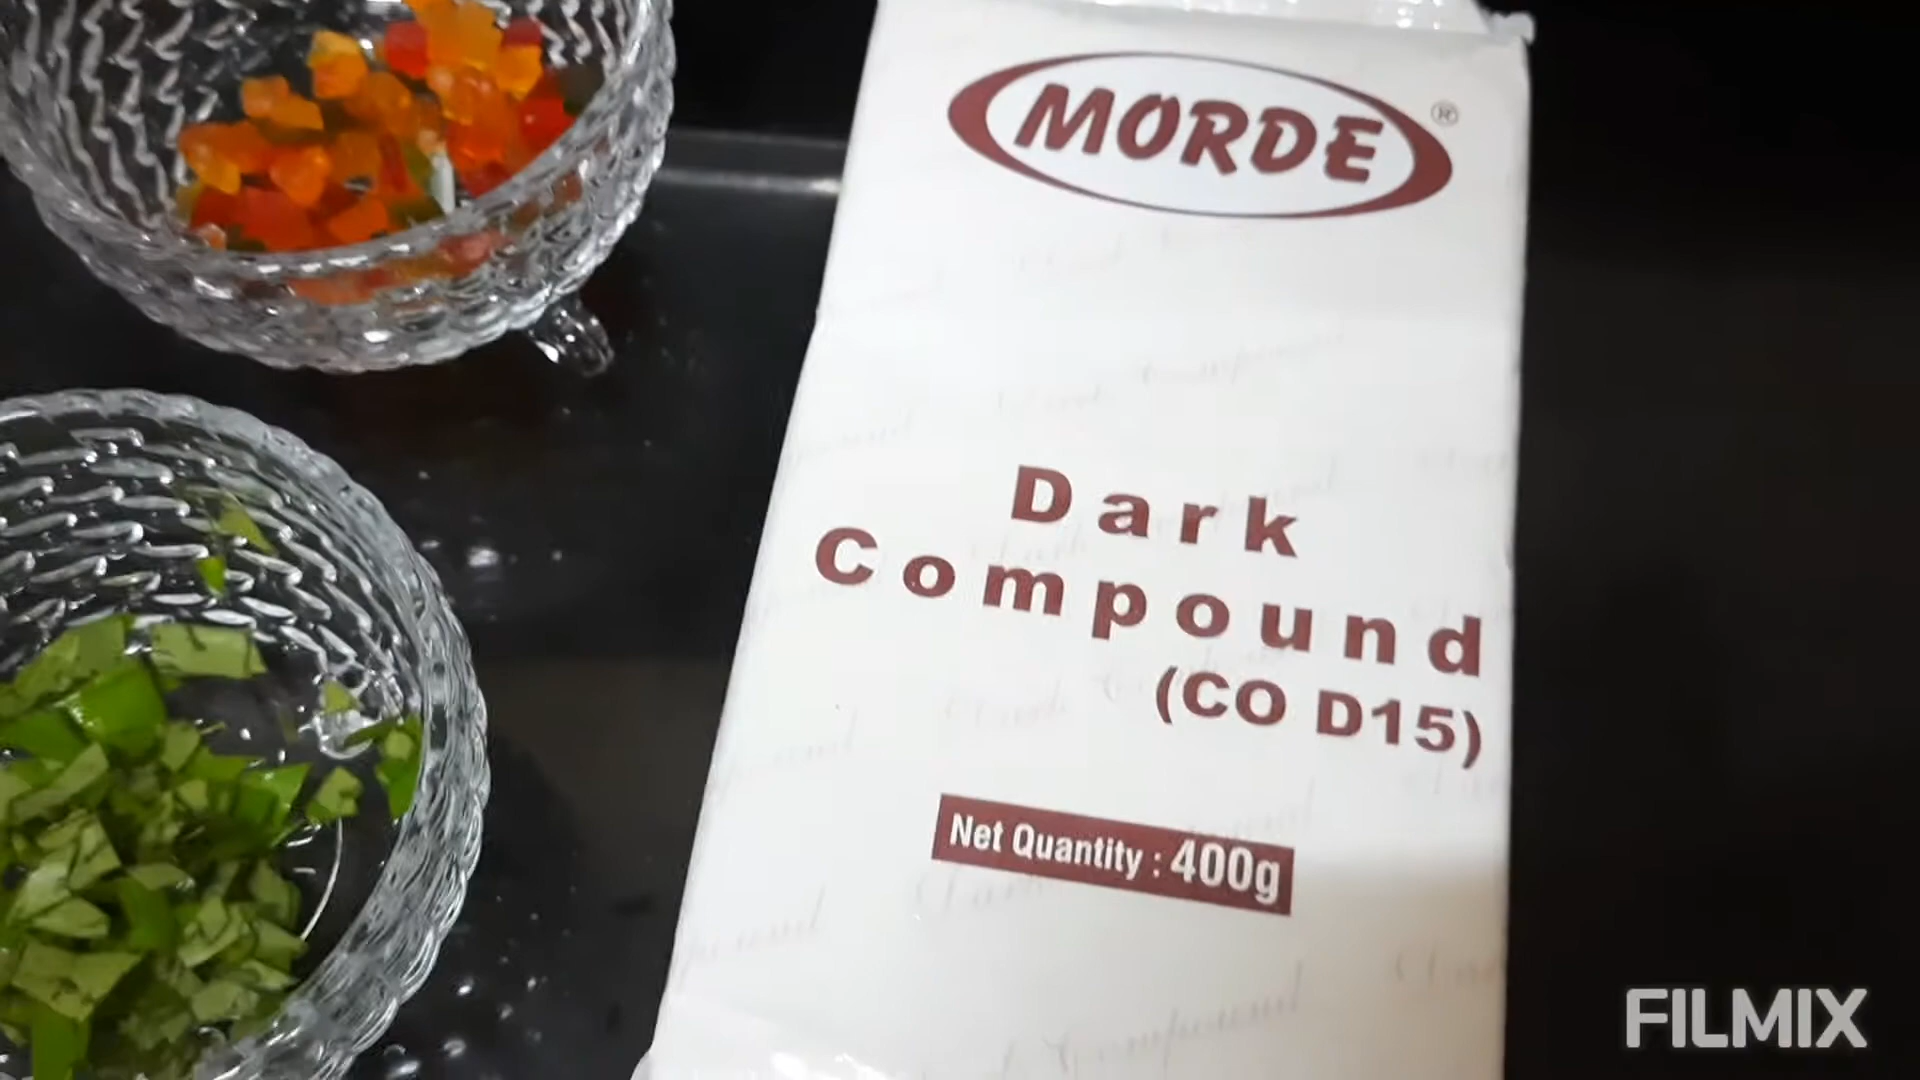 MORDE ®
Dark
Compound
(CO D15)
Net Quantity : 400g
FILMIX